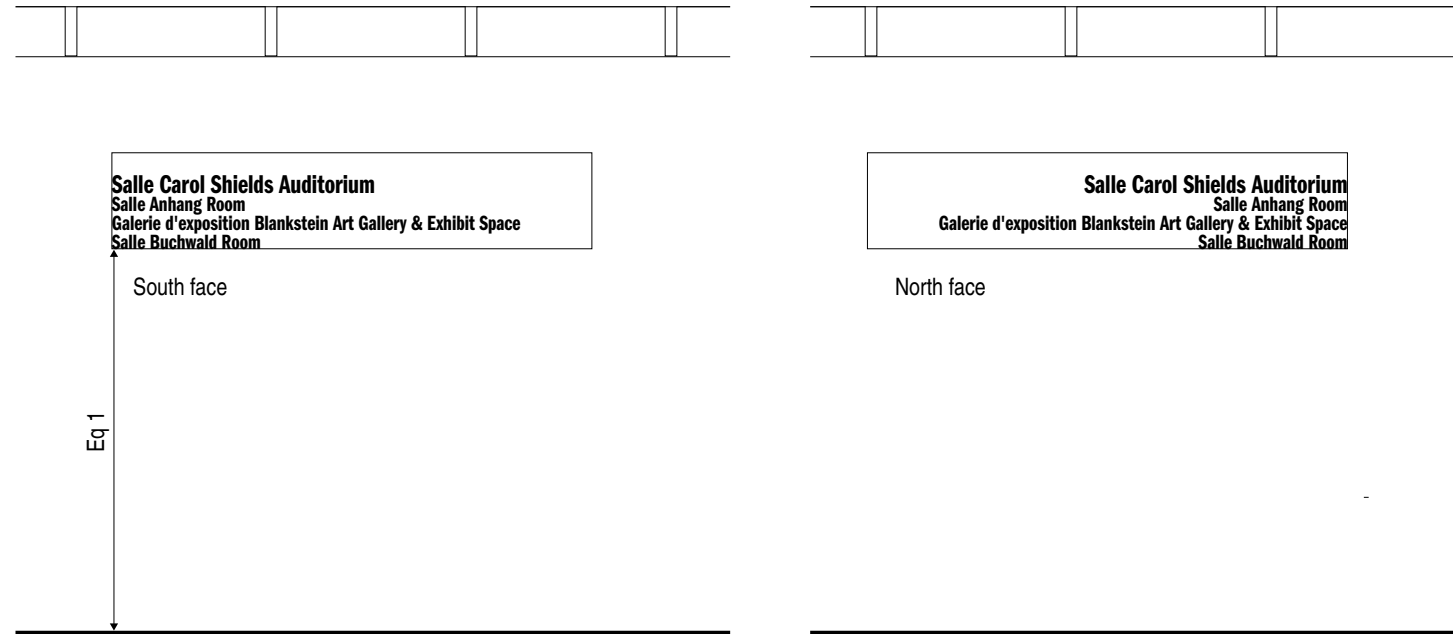 Salle Carol Shields Auditorium
Salle Anhang Room
Galerie d'exposition Blankstein Art Gallery & Exhibit Space
Salle Buchwald Room
South face
Eq 1
Salle Carol Shields Auditorium
Salle Anhang Room
Galerie d'exposition Blankstein Art Gallery & Exhibit Space
Salle Buchwald Room
North face